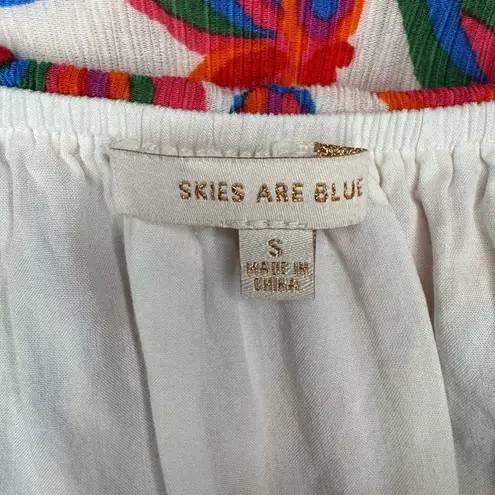 SKIES ARE BLUE
S
MADE IN
CHINA